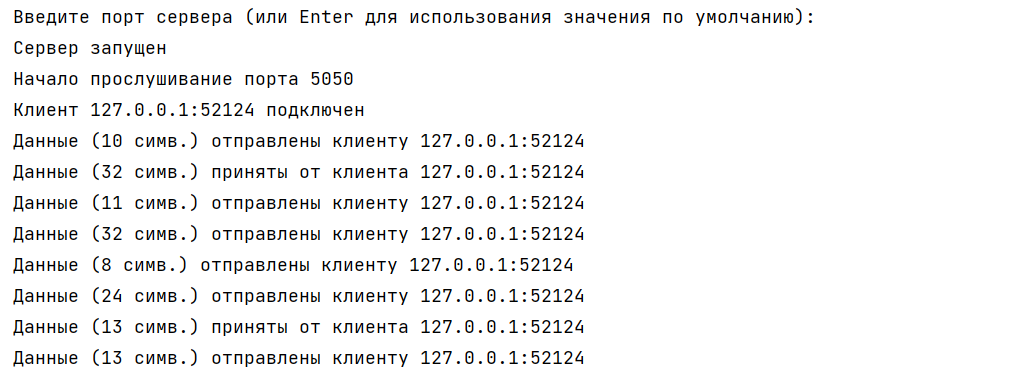 Введите порт сервера (или Enter для использования значения по умолчанию):
Сервер запущен
Начало прослушивание порта 5050
Клиент 127.0.0.1:52124 подключен
Данные (10 симв.) отправлены клиенту 127.0.0.1:52124
Данные (32 симв.) приняты от клиента 127.0.0.1:52124
Данные (11 симв.) отправлены клиенту 127.0.0.1:52124
Данные (32 симв.) отправлены клиенту 127.0.0.1:52124
Данные (8 симв.) отправлены клиенту 127.0.0.1:52124
Данные (24 симв.) отправлены клиенту 127.0.0.1:52124
Данные (13 симв.) приняты от клиента 127.0.0.1:52124
Данные (13 симв.) отправлены клиенту 127.0.0.1:52124